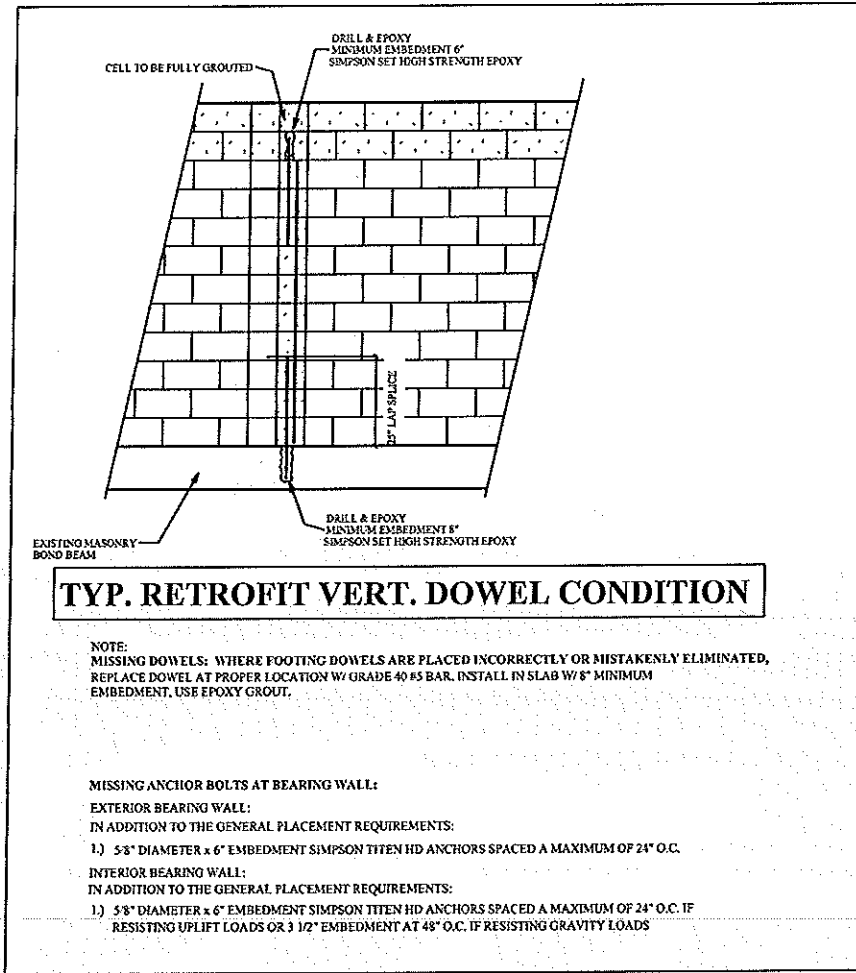 DRILL & EPOXY
MINIMUM EMBEDMENT 6"
SIMPSON SET HIGH STRENGTH EPOXY
CELL TO BE FULLY GROUTED
25" LAP SPLICE
DRILL & EPOXY
MINIMUM EMBEDMENT 8"
SIMPSON SET HIGH STRENGTH EPOXY
EXISTING MASONRY
BOND BEAM
TYP. RETROFIT VERT. DOWEL CONDITION
NOTE:
MISSING DOWELS: WHERE FOOTING DOWELS ARE PLACED INCORRECTLY OR MISTAKENLY ELIMINATED,
REPLACE DOWEL AT PROPER LOCATION W/ GRADE 40 #5 BAR. INSTALL IN SLAB W/ 8" MINIMUM
EMBEDMENT. USE EPOXY GROUT.
MISSING ANCHOR BOLTS AT BEARING WALL:
EXTERIOR BEARING WALL:
IN ADDITION TO THE GENERAL PLACEMENT REQUIREMENTS:
1.) 5/8" DIAMETER x 6" EMBEDMENT SIMPSON TITEN HD ANCHORS SPACED A MAXIMUM OF 24" O.C.
INTERIOR BEARING WALL:
IN ADDITION TO THE GENERAL PLACEMENT REQUIREMENTS:
1.) 5/8" DIAMETER x 6" EMBEDMENT SIMPSON TITEN HD ANCHORS SPACED A MAXIMUM OF 24" O.C. IF
RESISTING UPLIFT LOADS OR 3 1/2" EMBEDMENT AT 48" O.C. IF RESISTING GRAVITY LOADS